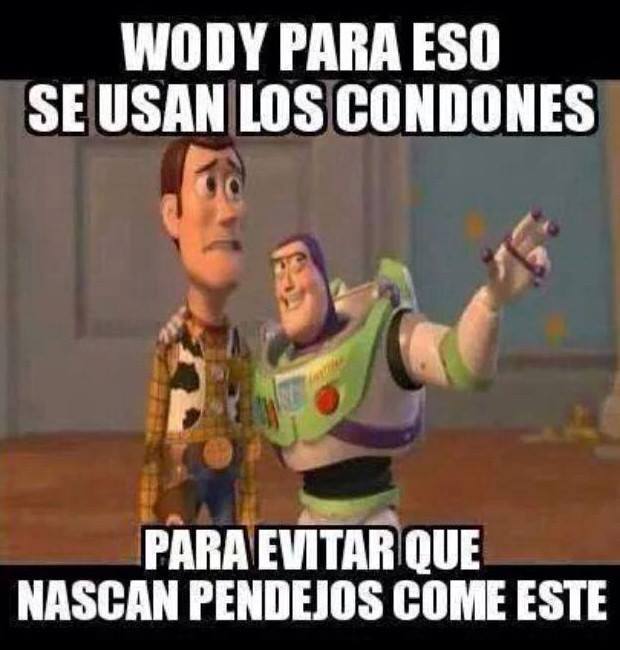 WODY PARA ESO
SE USAN LOS CONDONES
PARA EVITAR QUE
NASCAN PENDEJOS COME ESTE